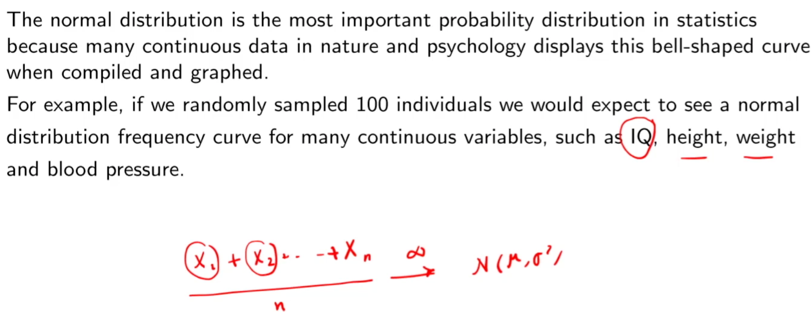 The normal distribution is the most important probability distribution in statistics
because many continuous data in nature and psychology displays this bell-shaped curve
when compiled and graphed.
For example, if we randomly sampled 100 individuals we would expect to see a normal
distribution frequency curve for many continuous variables, such as IQ, height, weight
and blood pressure.
X₁ + X₂ .. - + Xₙ ∞ N(μ, σ²)
n